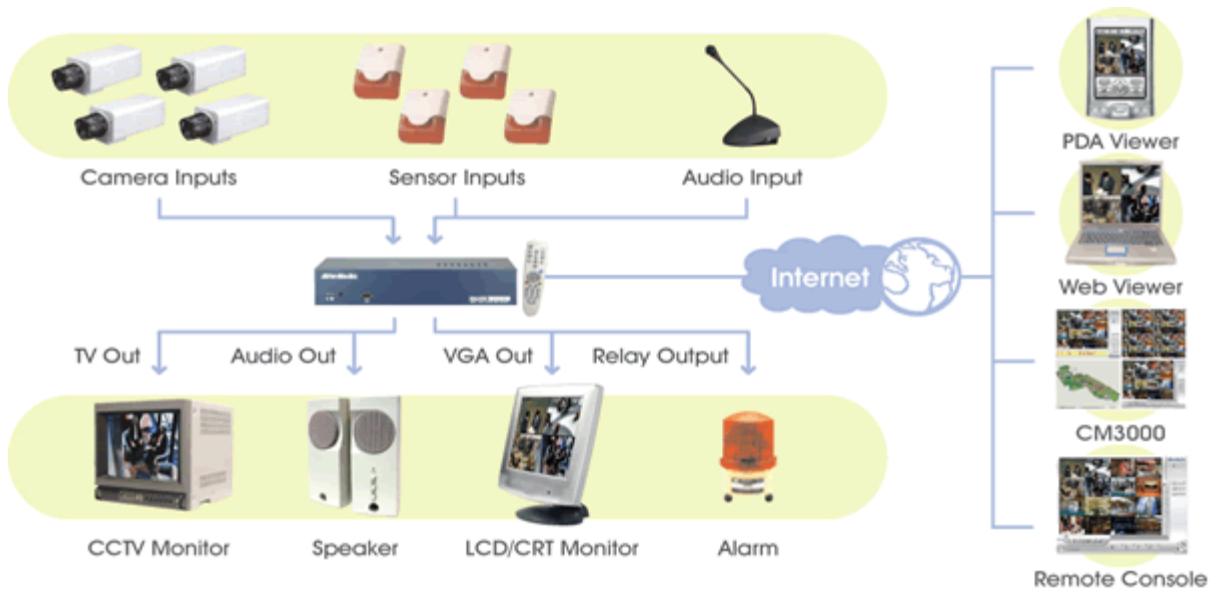 Camera Inputs
Sensor Inputs
Audio Input
PDA Viewer
AVerMedia
Internet
Web Viewer
TV Out
Audio Out
VGA Out
Relay Output
CM3000
CCTV Monitor
Speaker
LCD/CRT Monitor
Alarm
Remote Console